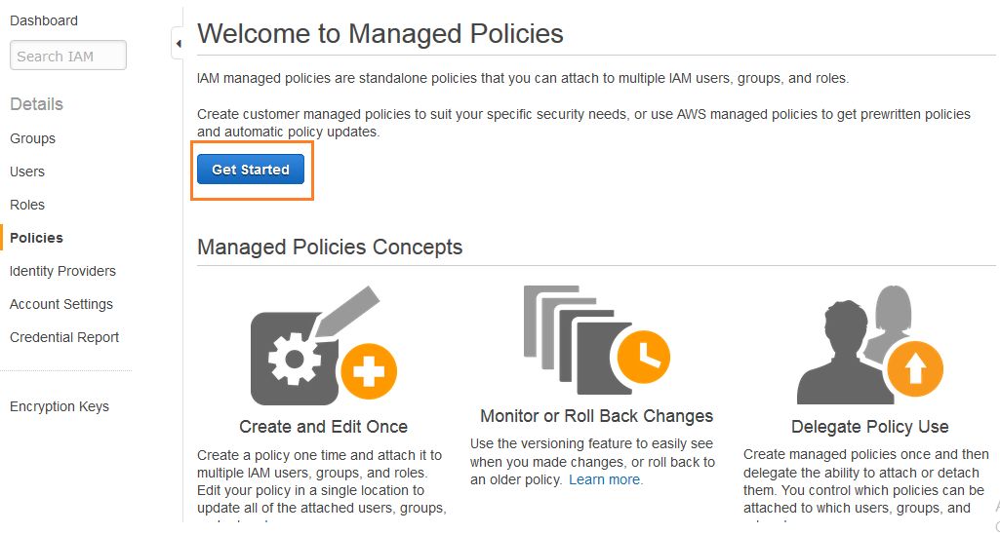 Dashboard
Search IAM
Details
Groups
Users
Roles
Policies
Identity Providers
Account Settings
Credential Report
Encryption Keys
Welcome to Managed Policies
IAM managed policies are standalone policies that you can attach to multiple IAM users, groups, and roles.
Create customer managed policies to suit your specific security needs, or use AWS managed policies to get prewritten policies
and automatic policy updates.
Get Started
Managed Policies Concepts
Create and Edit Once
Create a policy one time and attach it to
multiple IAM users, groups, and roles.
Edit your policy in a single location to
update all of the attached users, groups,
Monitor or Roll Back Changes
Use the versioning feature to easily see
when you made changes, or roll back to
an older policy. Learn more.
Delegate Policy Use
Create managed policies once and then
delegate the ability to attach or detach
them. You control which policies can be
attached to which users, groups, and